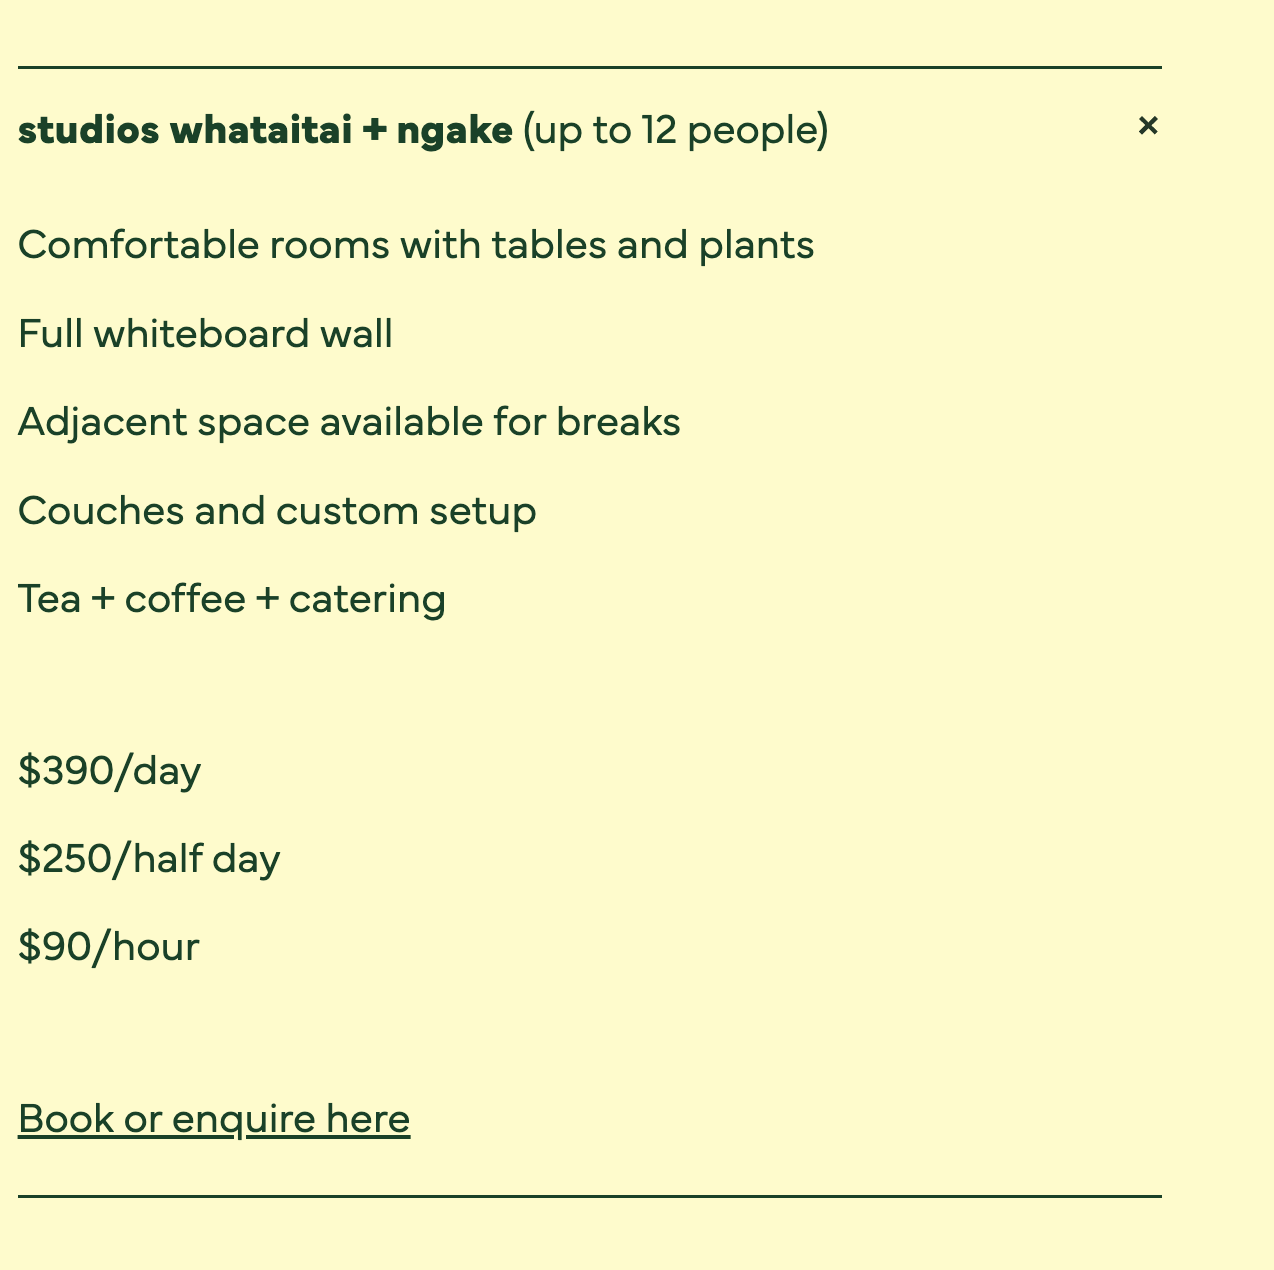 studios whataitai + ngake (up to 12 people) ×
Comfortable rooms with tables and plants
Full whiteboard wall
Adjacent space available for breaks
Couches and custom setup
Tea + coffee + catering
$390/day
$250/half day
$90/hour
Book or enquire here